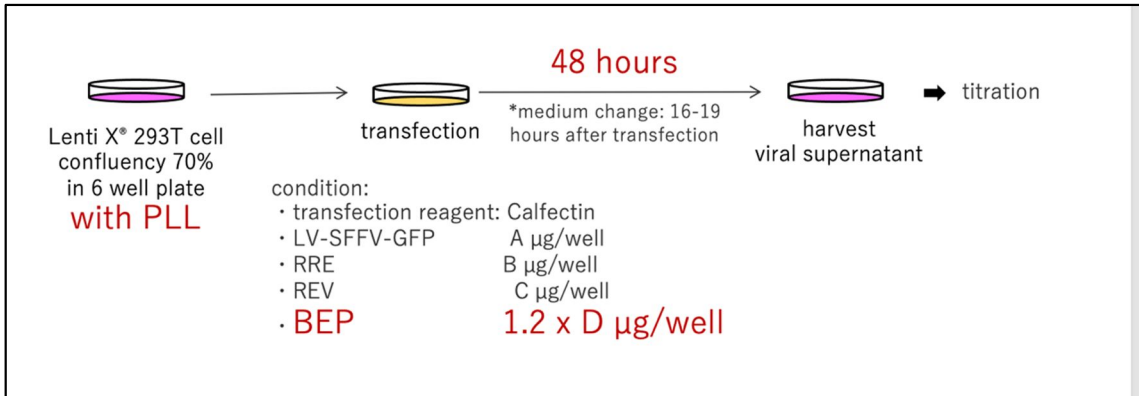 48 hours
*medium change: 16-19
hours after transfection
Lenti X® 293T cell
confluency 70%
in 6 well plate
with PLL
transfection
harvest
viral supernatant
titration
condition:
・transfection reagent: Calfectin
・LV-SFFV-GFP A µg/well
・RRE B µg/well
・REV C µg/well
・BEP 1.2 x D µg/well